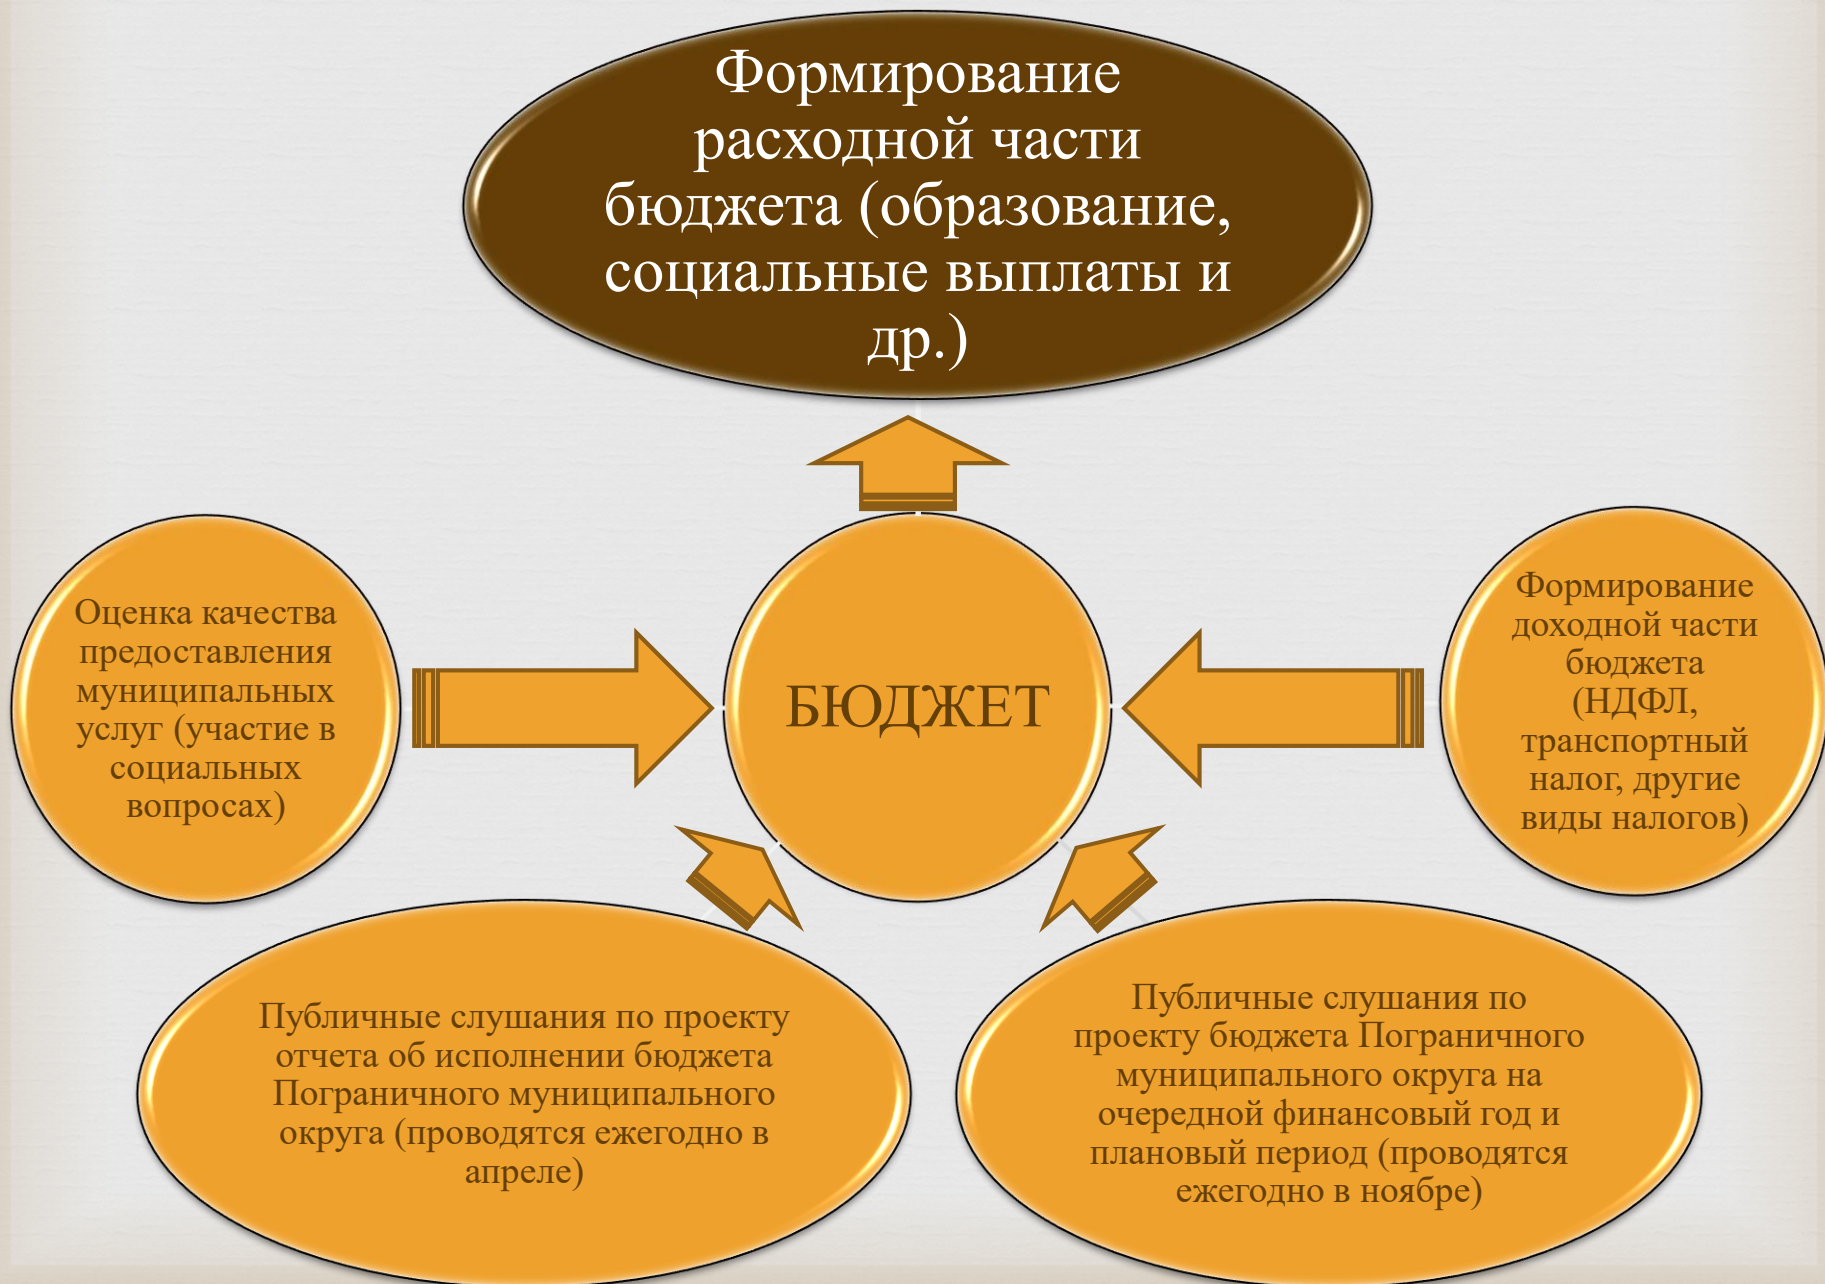 Формирование
расходной части
бюджета (образование,
социальные выплаты и
др.)
Оценка качества
предоставления
муниципальных
услуг (участие в
социальных
вопросах)
БЮДЖЕТ
Формирование
доходной части
бюджета
(НДФЛ,
транспортный
налог, другие
виды налогов)
Публичные слушания по проекту
отчета об исполнении бюджета
Пограничного муниципального
округа (проводятся ежегодно в
апреле)
Публичные слушания по
проекту бюджета Пограничного
муниципального округа на
очередной финансовый год и
плановый период (проводятся
ежегодно в ноябре)